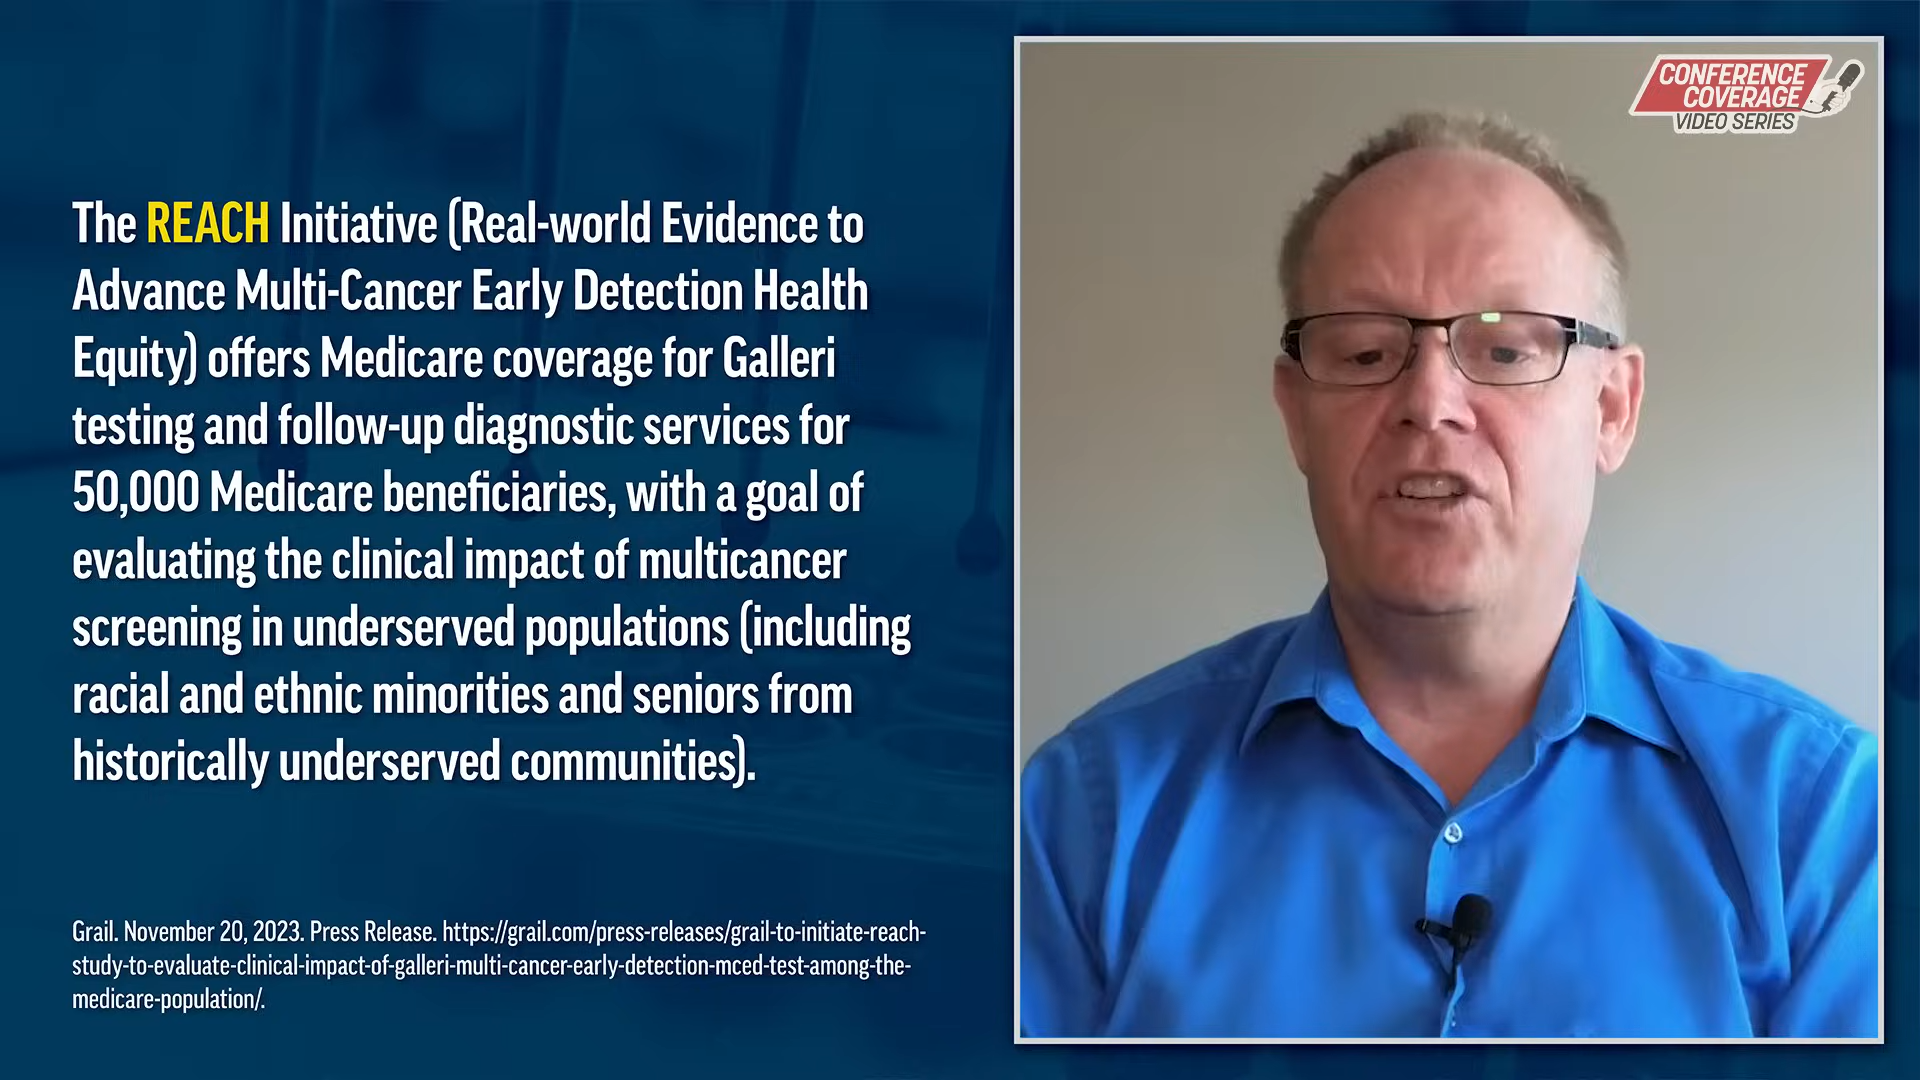 The REACH Initiative (Real-world Evidence to
Advance Multi-Cancer Early Detection Health
Equity) offers Medicare coverage for Galleri
testing and follow-up diagnostic services for
50,000 Medicare beneficiaries, with a goal of
evaluating the clinical impact of multicancer
screening in underserved populations (including
racial and ethnic minorities and seniors from
historically underserved communities).
Grail. November 20, 2023. Press Release. https://grail.com/press-releases/grail-to-initiate-reach-
study-to-evaluate-clinical-impact-of-galleri-multi-cancer-early-detection-mced-test-among-the-
medicare-population/.
CONFERENCE
COVERAGE
VIDEO SERIES